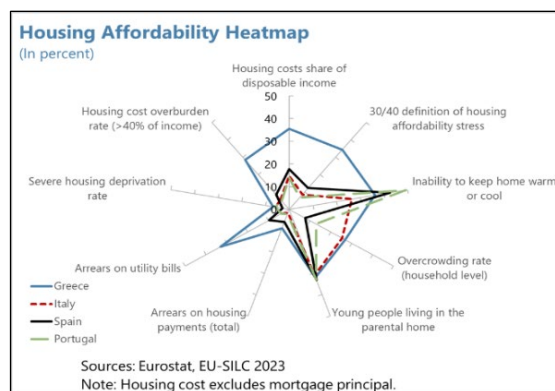 Housing Affordability Heatmap
(In percent)
Housing costs share of
disposable income
50
40
30
20
10
0
30/40 definition of housing
affordability stress
Inability to keep home warm
or cool
Overcrowding rate
(household level)
Young people living in the
parental home
Arrears on housing
payments (total)
Arrears on utility bills
Severe housing deprivation
rate
Housing cost overburden
rate (>40% of income)
Greece
Italy
Spain
Portugal
Sources: Eurostat, EU-SILC 2023
Note: Housing cost excludes mortgage principal.